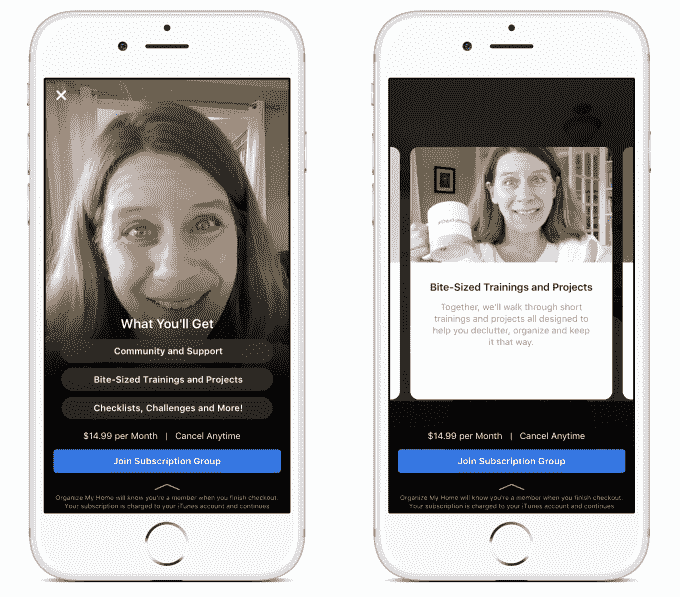 What You'll Get
Community and Support
Bite-Sized Trainings and Projects
Checklists, Challenges and More!
$14.99 per Month | Cancel Anytime
Join Subscription Group
Organize My Home will know you're a member when you finish checkout.
Your subscription is charged to your iTunes account and continues
Bite-Sized Trainings and Projects
Together, we'll walk through short
trainings and projects all designed to
help you declutter, organize and keep
it that way.
$14.99 per Month | Cancel Anytime
Join Subscription Group
Organize My Home will know you're a member when you finish checkout.
Your subscription is charged to your iTunes account and continues